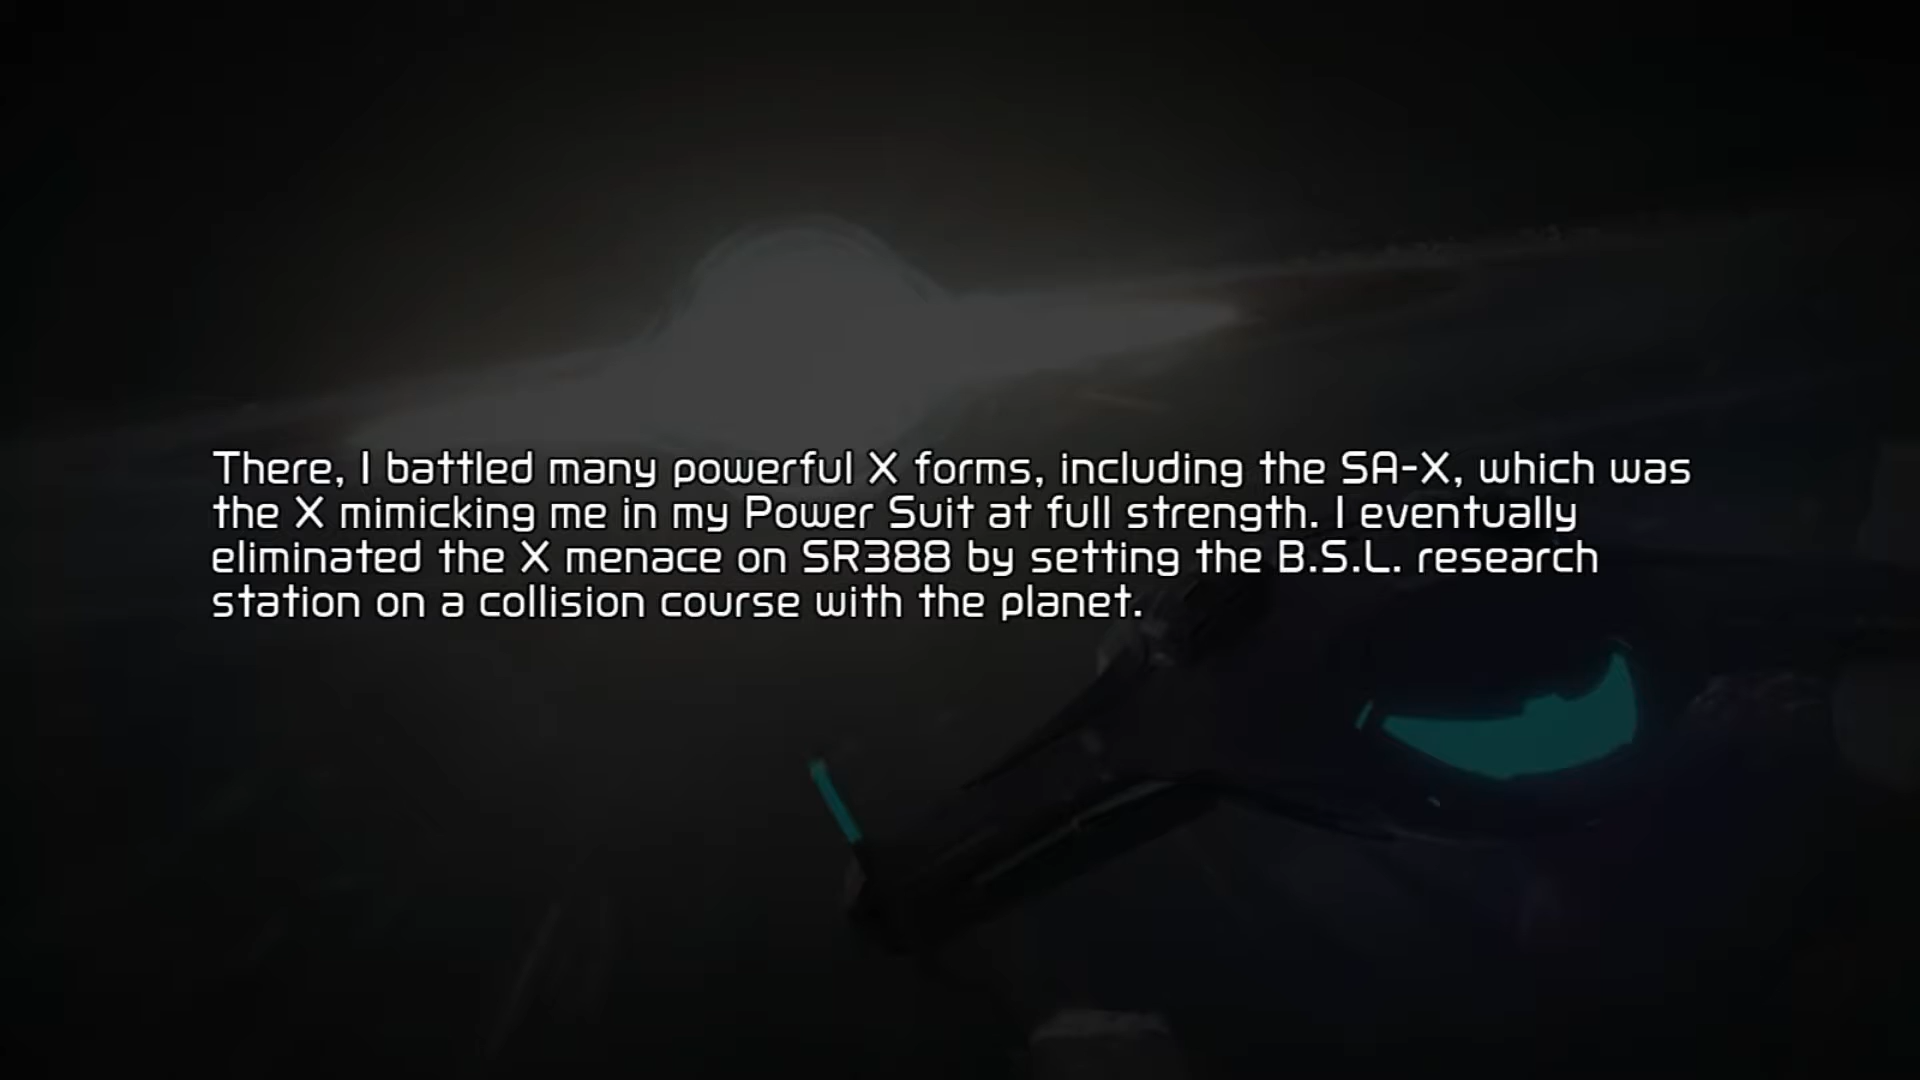 There, I battled many powerful X forms, including the SA-X, which was
the X mimicking me in my Power Suit at full strength. I eventually
eliminated the X menace on SR388 by setting the B.S.L. research
station on a collision course with the planet.